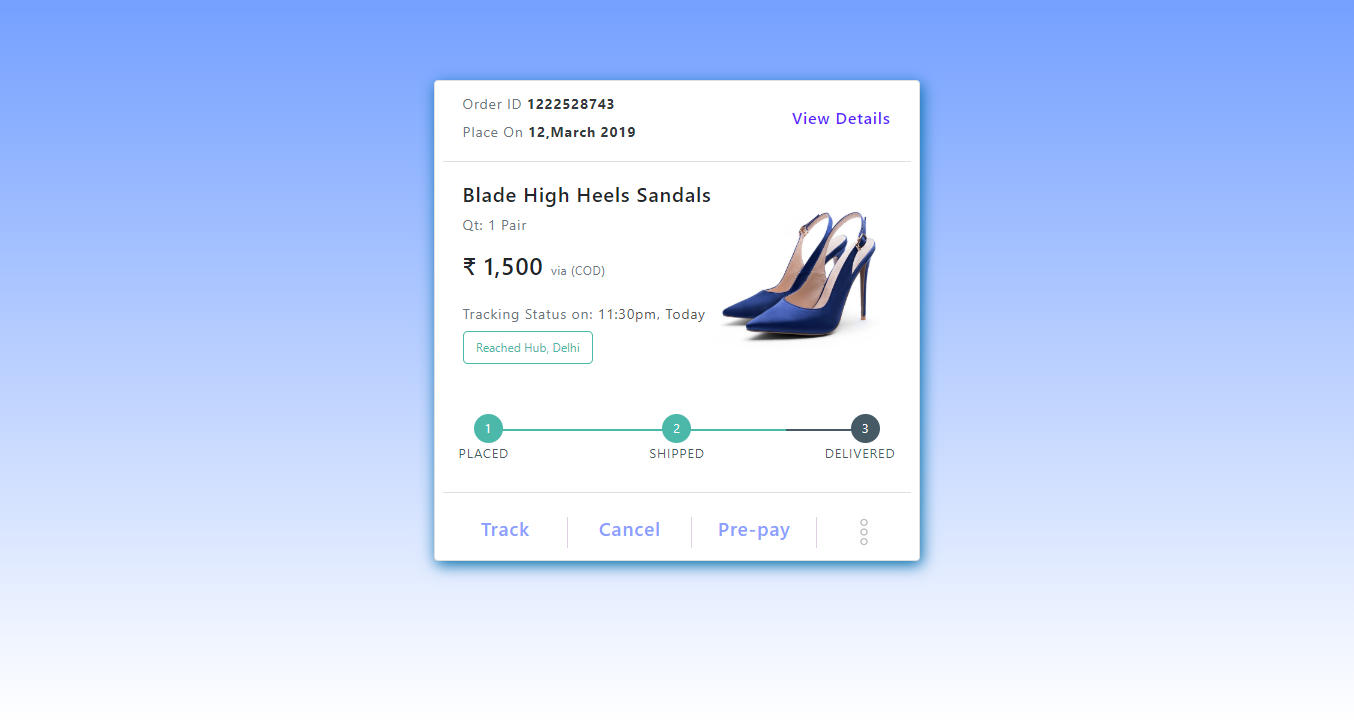 Order ID 1222528743
Place On 12,March 2019
View Details
Blade High Heels Sandals
Qt: 1 Pair
₹ 1,500 via (COD)
Tracking Status on: 11:30pm, Today
Reached Hub, Delhi
1 2 3
PLACED SHIPPED DELIVERED
Track Cancel Pre-pay